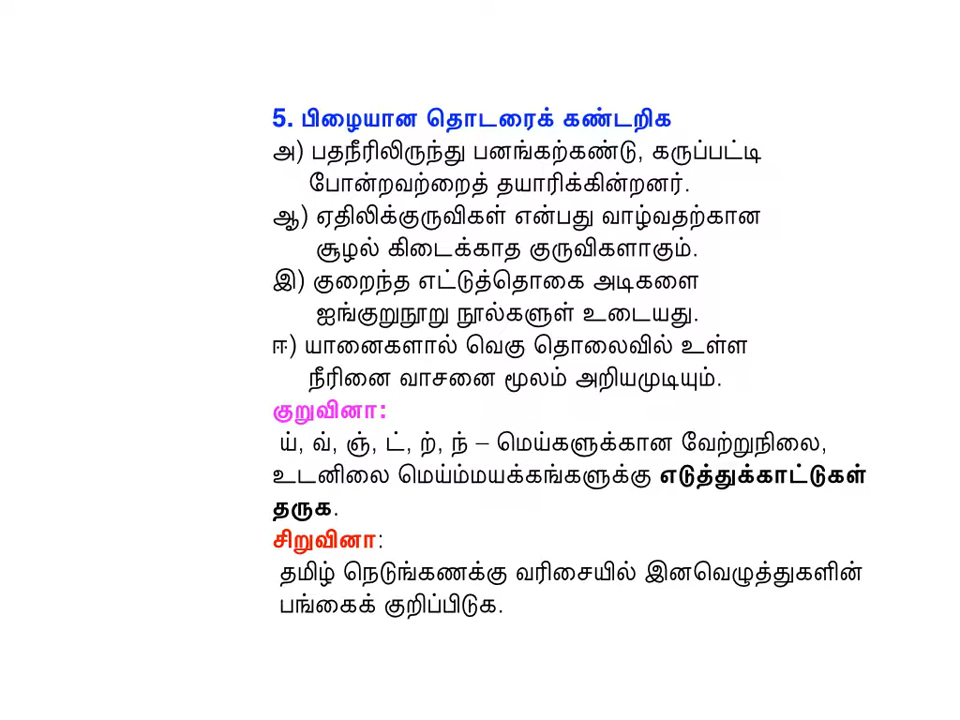 5. பிழையான தொடரைக் கண்டறிக
அ) பதநீரிலிருந்து பனங்கற்கண்டு, கருப்பட்டி
போன்றவற்றைத் தயாரிக்கின்றனர்.
ஆ) ஏதிலிக்குருவிகள் என்பது வாழ்வதற்கான
சூழல் கிடைக்காத குருவிகளாகும்.
இ) குறைந்த எட்டுத்தொகை அடிகளை
ஐங்குறுநூறு நூல்களுள் உடையது.
ஈ) யானைகளால் வெகு தொலைவில் உள்ள
நீரினை வாசனை மூலம் அறியமுடியும்.
குறுவினா:
ய், வ், ஞ், ட், ற், ந் – மெய்களுக்கான வேற்றுநிலை,
உடனிலை மெய்ம்மயக்கங்களுக்கு எடுத்துக்காட்டுகள்
தருக.
சிறுவினா:
தமிழ் நெடுங்கணக்கு வரிசையில் இனவெழுத்துகளின்
பங்கைக் குறிப்பிடுக.